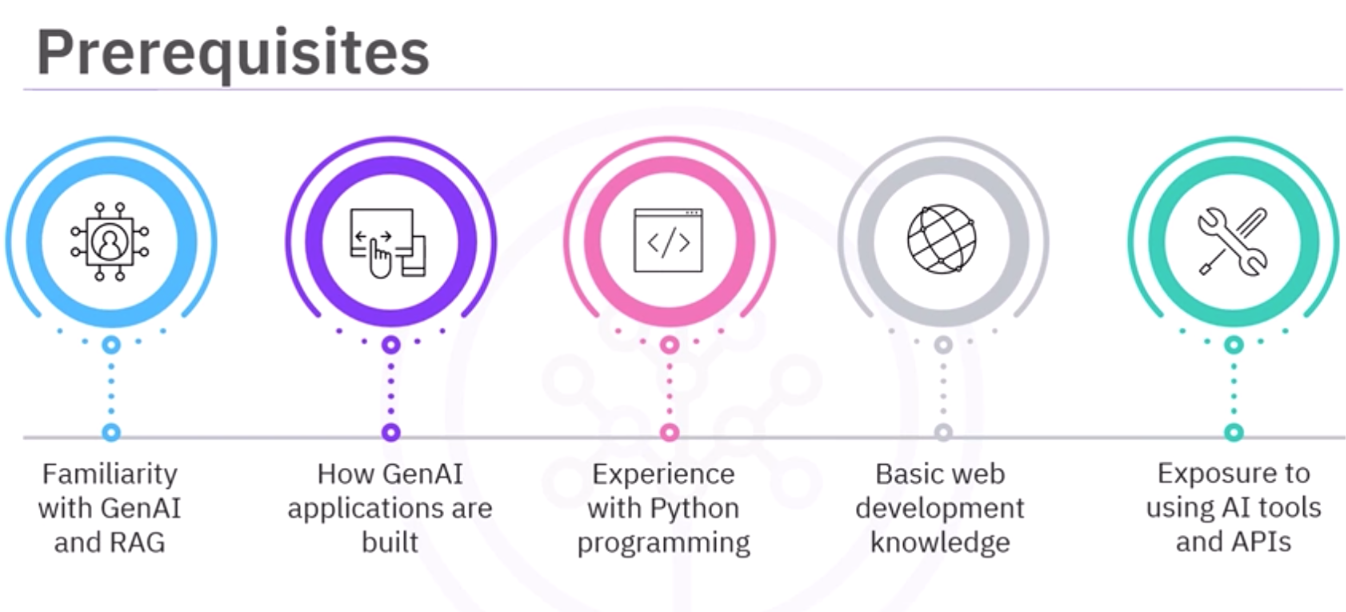 Prerequisites
Familiarity
with GenAI
and RAG
How GenAI
applications are
built
Experience
with Python
programming
Basic web
development
knowledge
Exposure to
using AI tools
and APIs